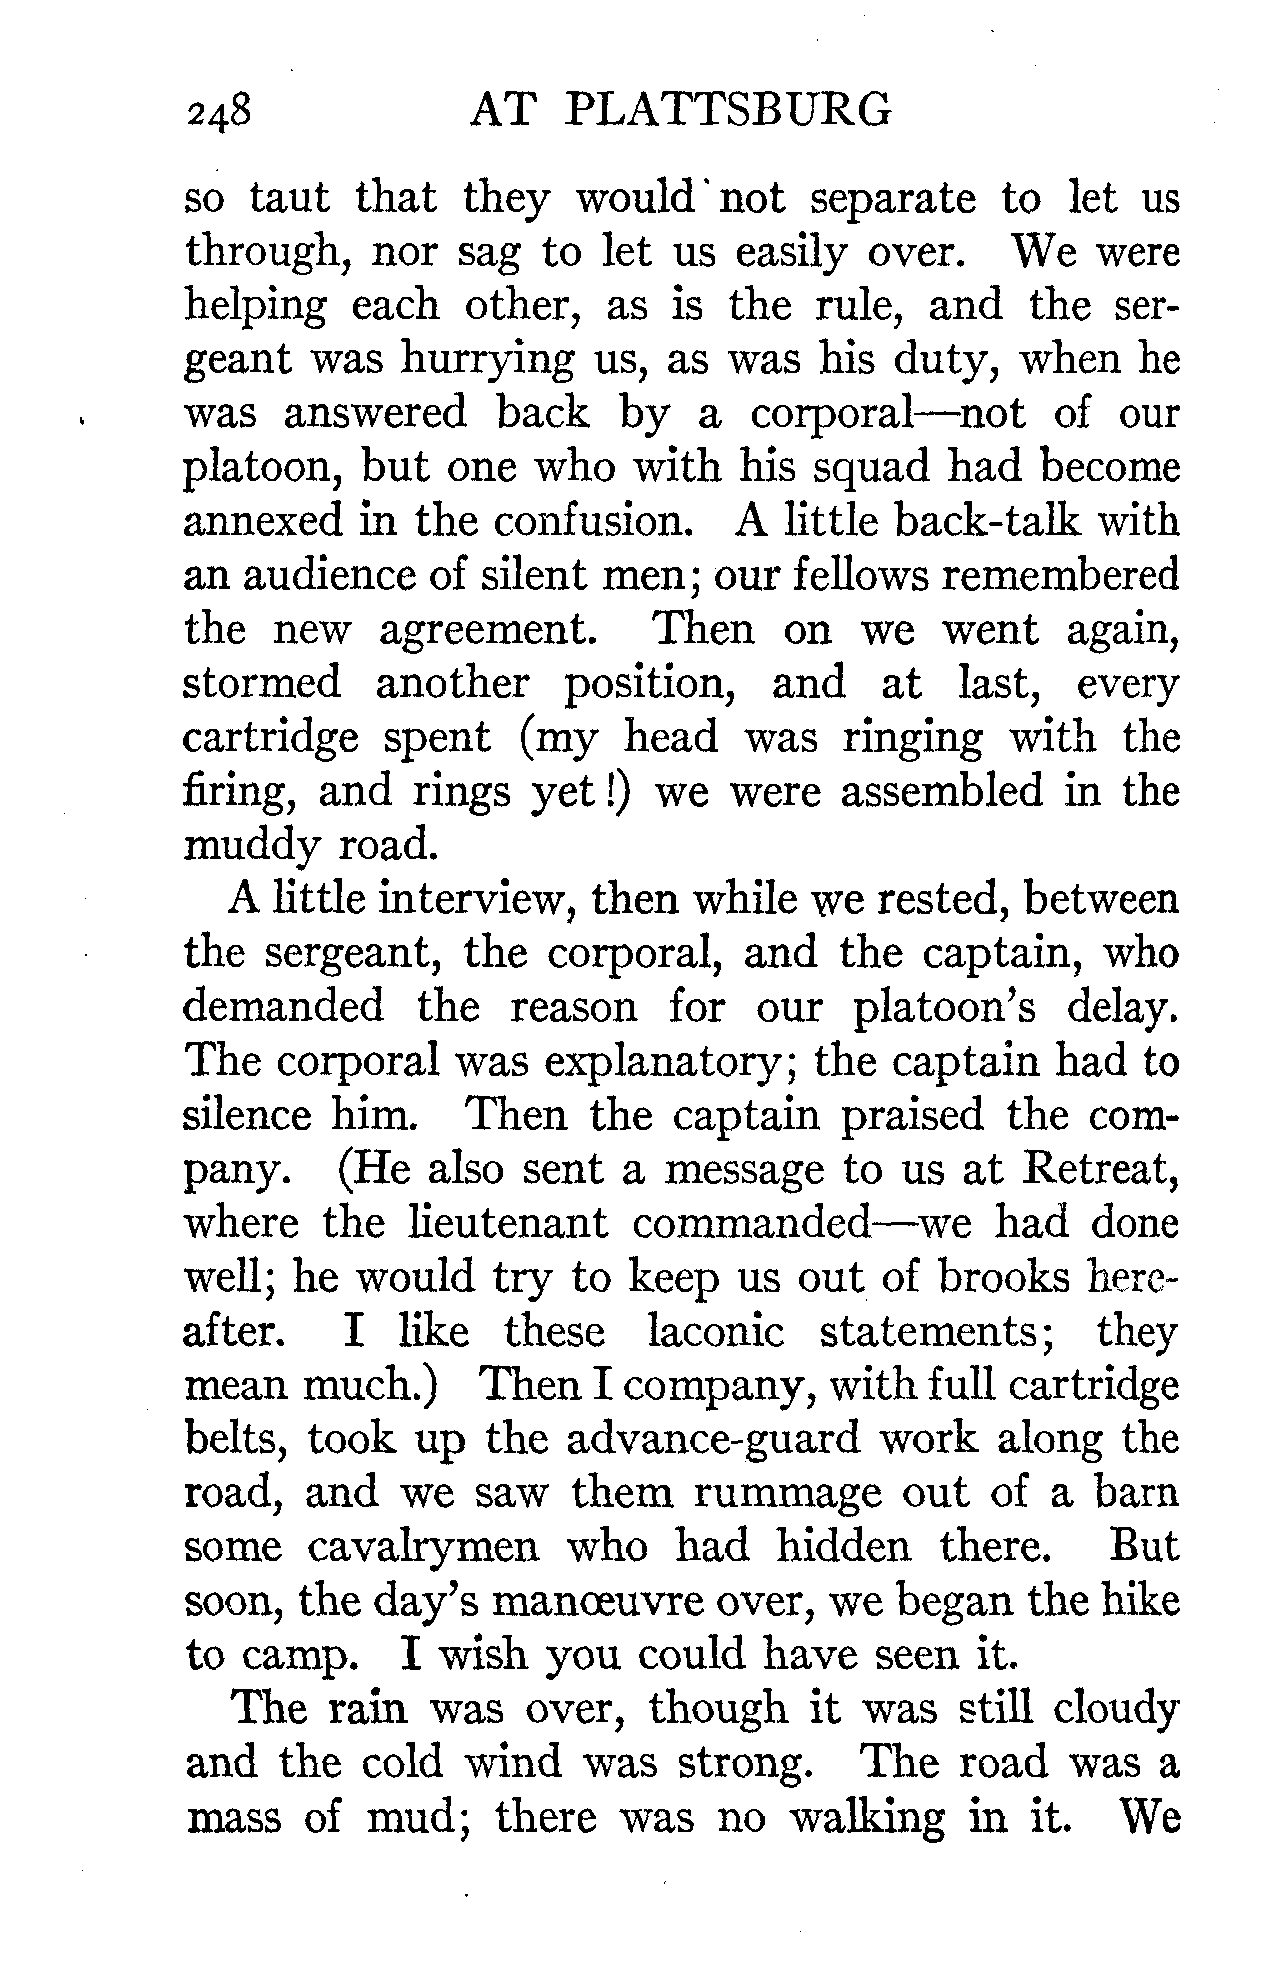 248 AT PLATTSBURG
so taut that they would not separate to let us
through, nor sag to let us easily over. We were
helping each other, as is the rule, and the ser-
geant was hurrying us, as was his duty, when he
was answered back by a corporal—not of our
platoon, but one who with his squad had become
annexed in the confusion. A little back-talk with
an audience of silent men; our fellows remembered
the new agreement. Then on we went again,
stormed another position, and at last, every
cartridge spent (my head was ringing with the
firing, and rings yet!) we were assembled in the
muddy road.
A little interview, then while we rested, between
the sergeant, the corporal, and the captain, who
demanded the reason for our platoon's delay.
The corporal was explanatory; the captain had to
silence him. Then the captain praised the com-
pany. (He also sent a message to us at Retreat,
where the lieutenant commanded—we had done
well; he would try to keep us out of brooks here-
after. I like these laconic statements; they
mean much.) Then I company, with full cartridge
belts, took up the advance-guard work along the
road, and we saw them rummage out of a barn
some cavalrymen who had hidden there. But
soon, the day's manœuvre over, we began the hike
to camp. I wish you could have seen it.
The rain was over, though it was still cloudy
and the cold wind was strong. The road was a
mass of mud; there was no walking in it. We